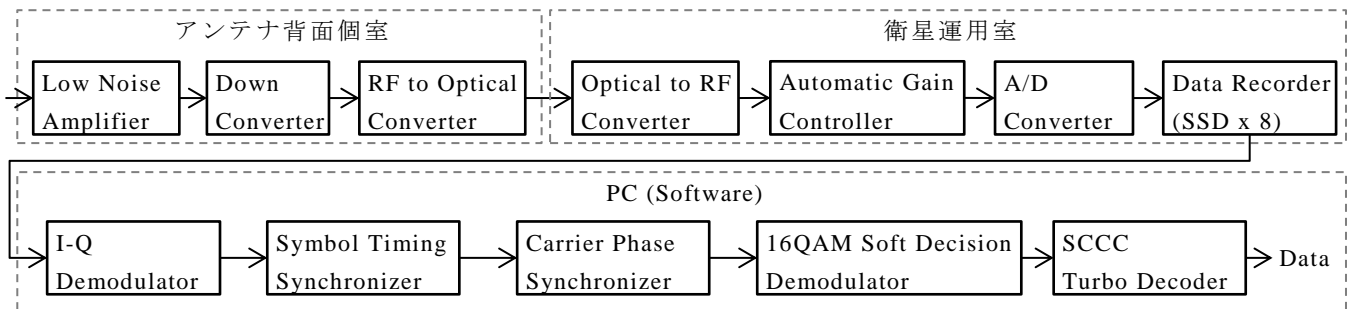 アンテナ背面個室
衛星運用室
Low Noise
Amplifier
Down
Converter
RF to Optical
Converter
Optical to RF
Converter
Automatic Gain
Controller
A/D
Converter
Data Recorder
(SSD x 8)
PC (Software)
I-Q
Demodulator
Symbol Timing
Synchronizer
Carrier Phase
Synchronizer
16QAM Soft Decision
Demodulator
SCCC
Turbo Decoder
Data